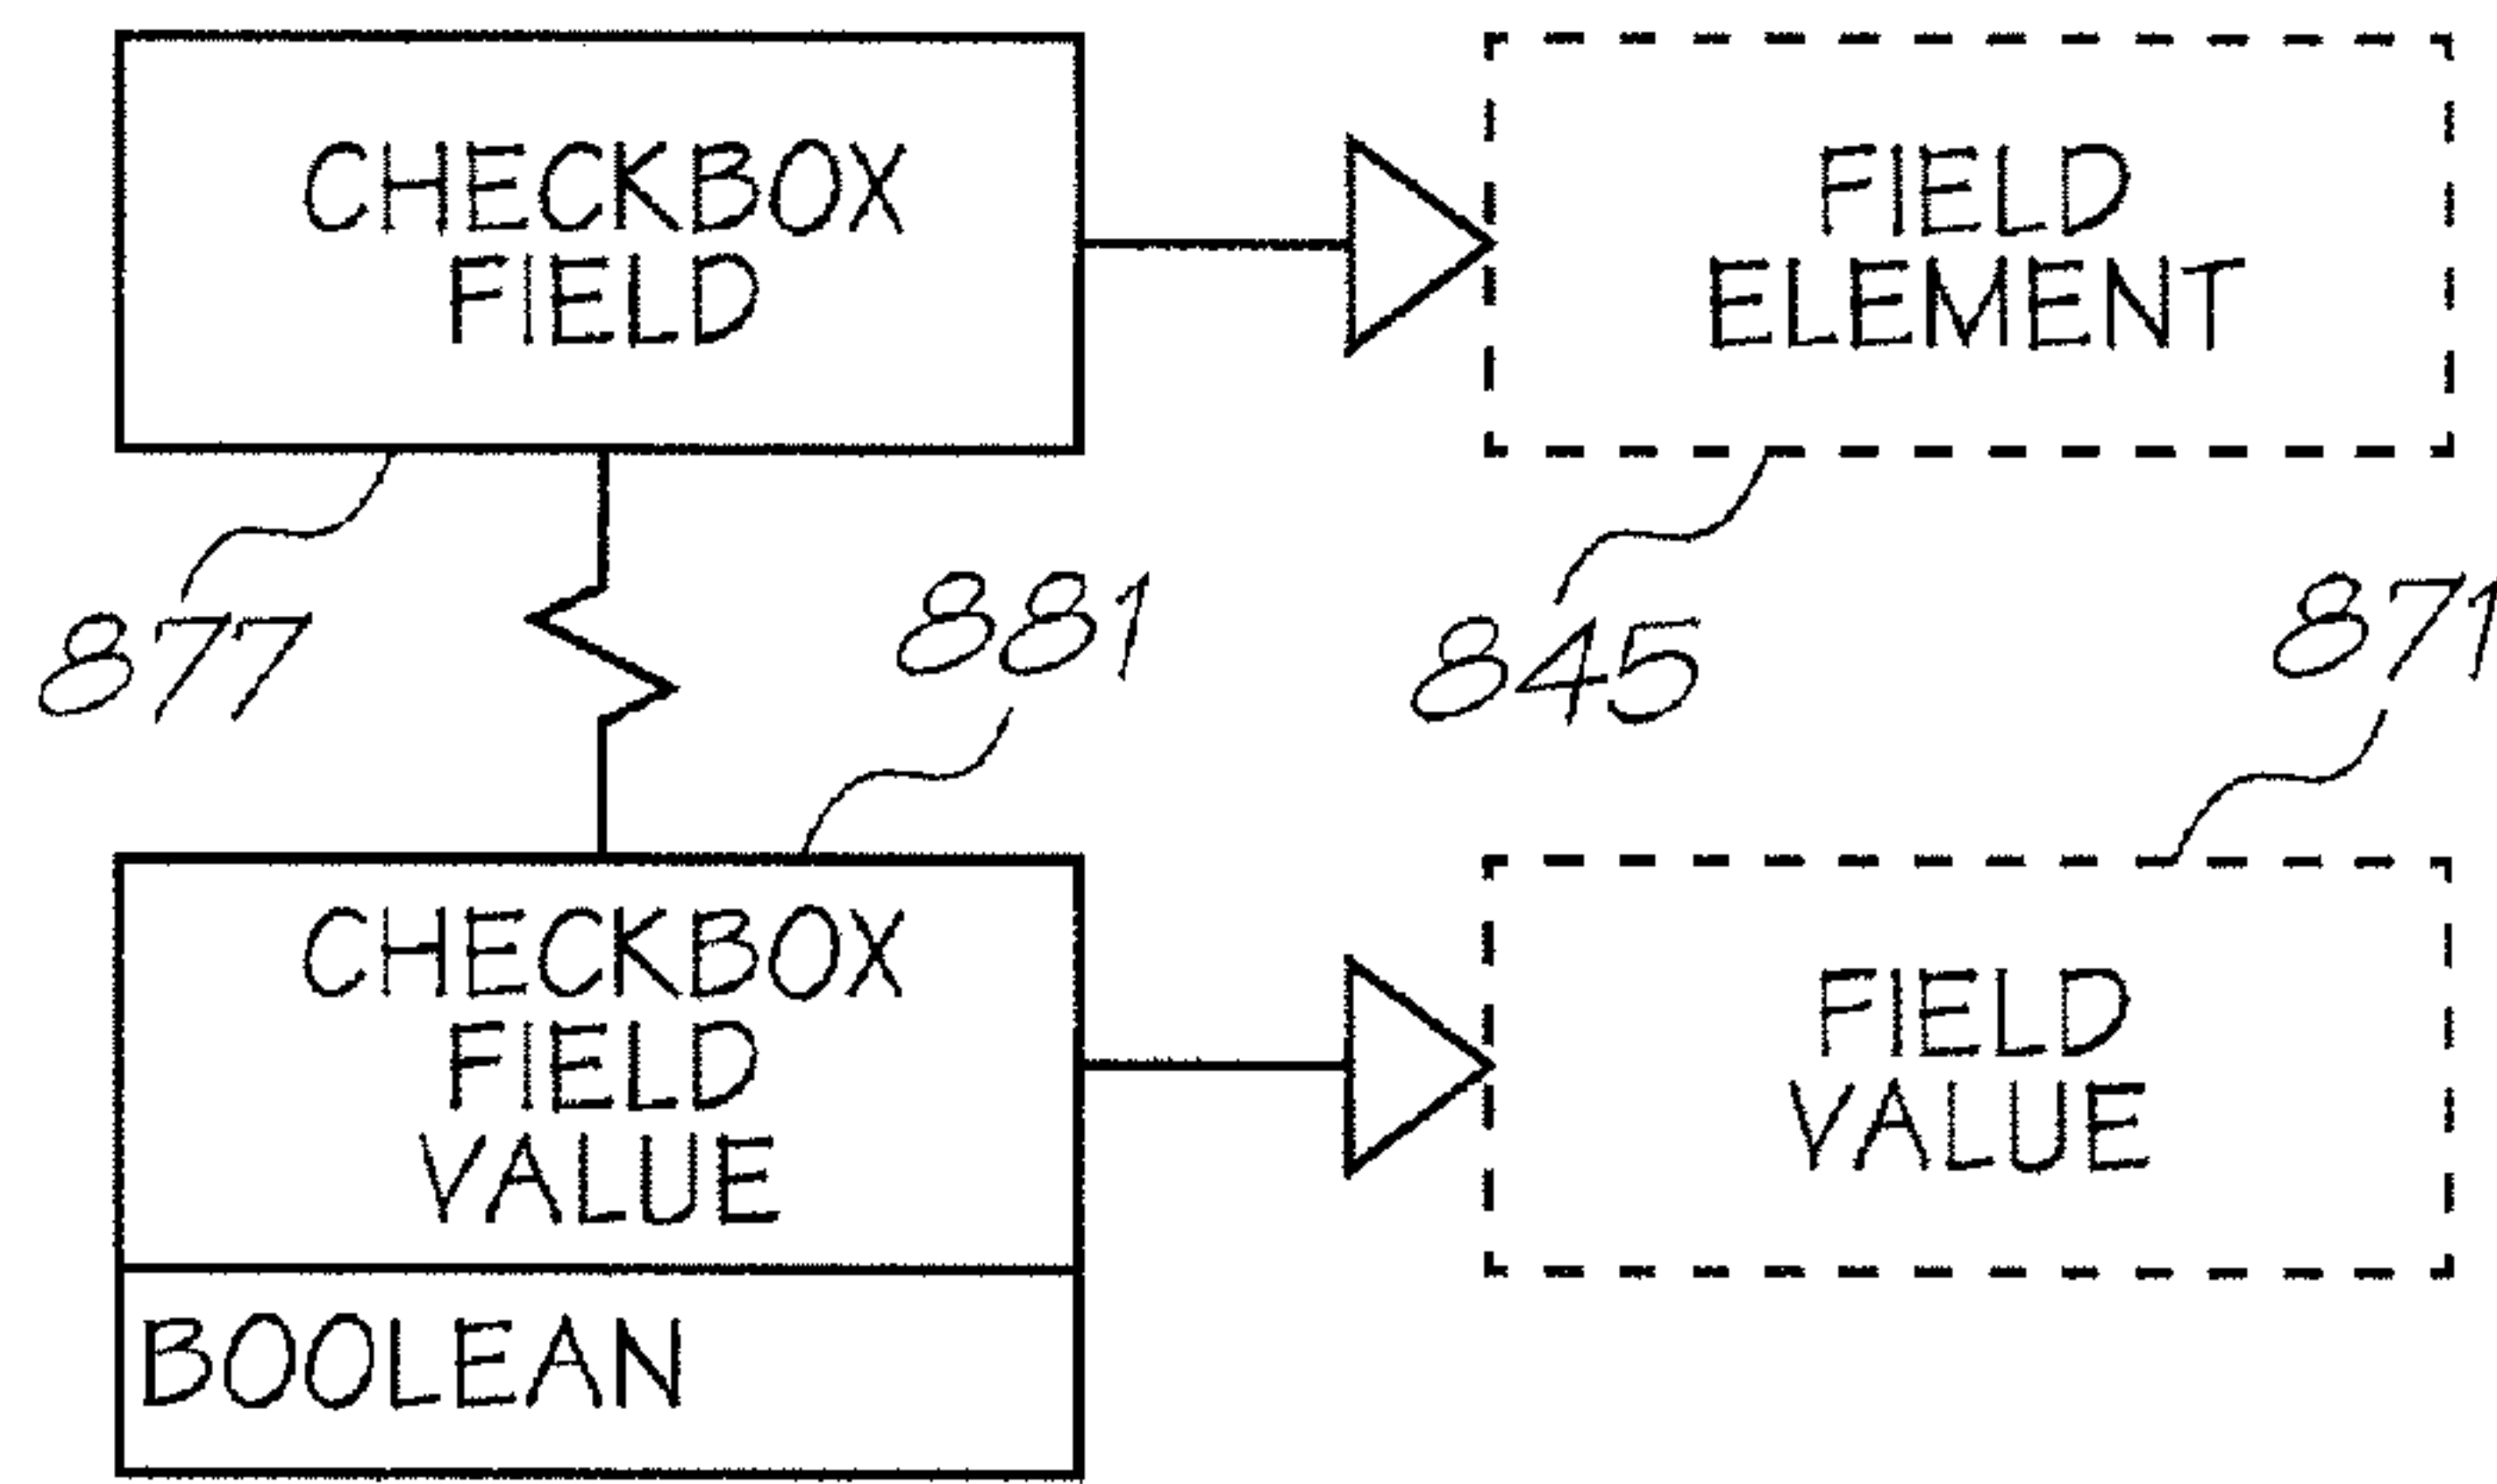 CHECKBOX
FIELD
FIELD
ELEMENT
877
881
845
871
CHECKBOX
FIELD
VALUE
BOOLEAN
FIELD
VALUE